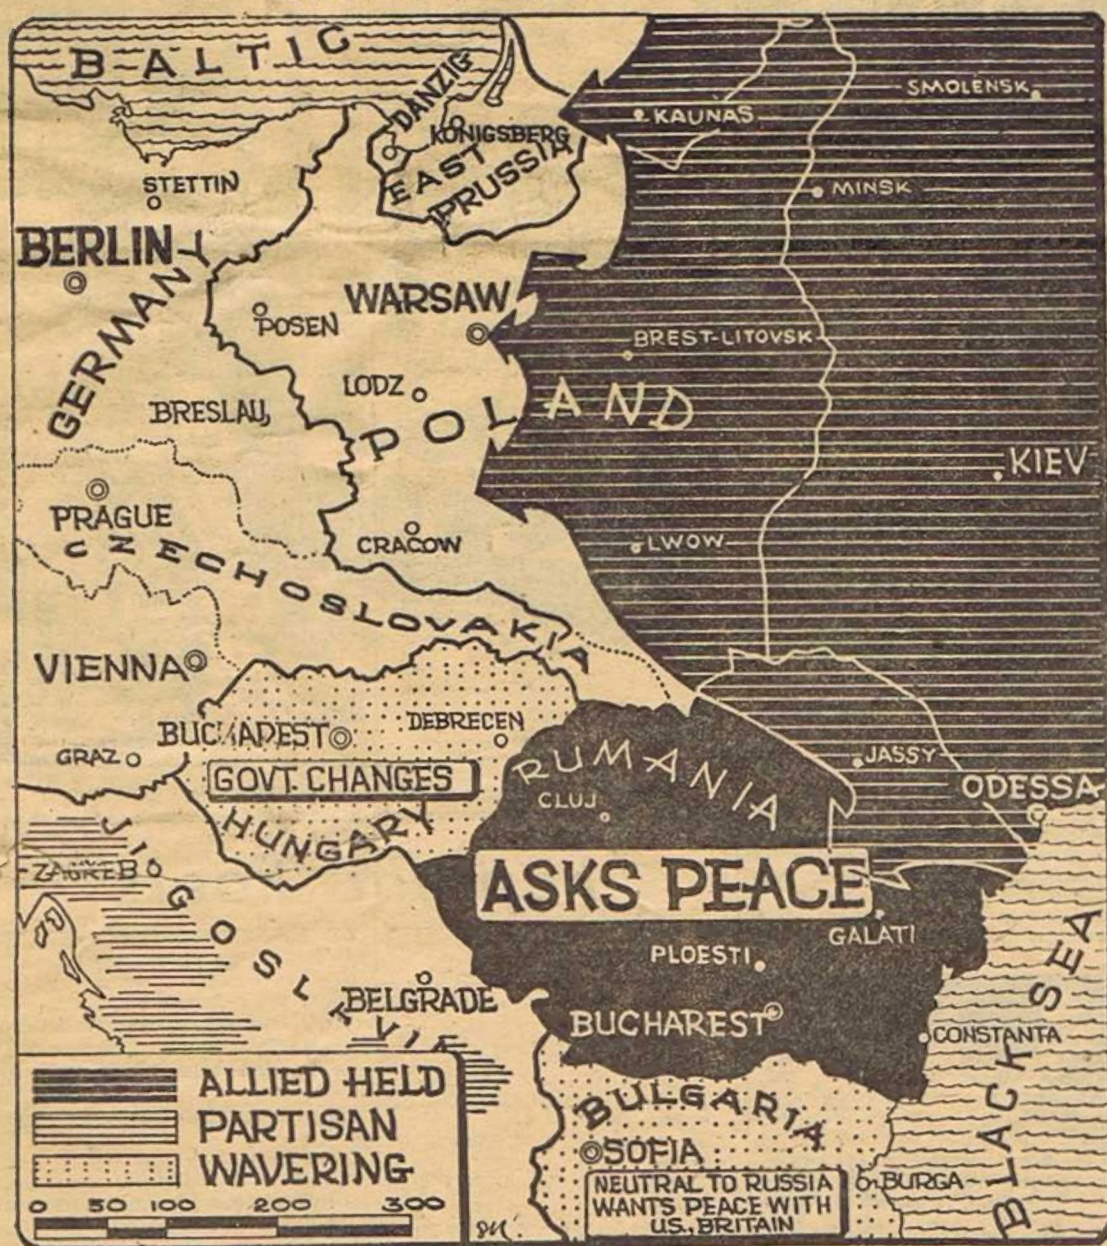 BALTIC
SMOLENSK
DANZIG
KAUNAS
KÖNIGSBERG
EAST
PRUSSIA
STETTIN
MINSK
BERLIN
GERMANY
WARSAW
POSEN
BREST-LITOVSK
LODZ
POLAND
BRESLAU
KIEV
PRAGUE
CRACOW
LWOW
CZECHOSLOVAKIA
VIENNA
BUDAPEST
DEBRECEN
GRAZ
JASSY
GOVT. CHANGES
RUMANIA
ODESSA
CLUJ
HUNGARY
ZAGREB
ASKS PEACE
JUGOSLAVIA
GALATI
PLOESTI
BELGRADE
BUCHAREST
CONSTANTA
BLACK SEA
ALLIED HELD
PARTISAN
WAVERING
0 50 100 200 300
BULGARIA
SOFIA
BURGA
NEUTRAL TO RUSSIA
WANTS PEACE WITH
U.S., BRITAIN